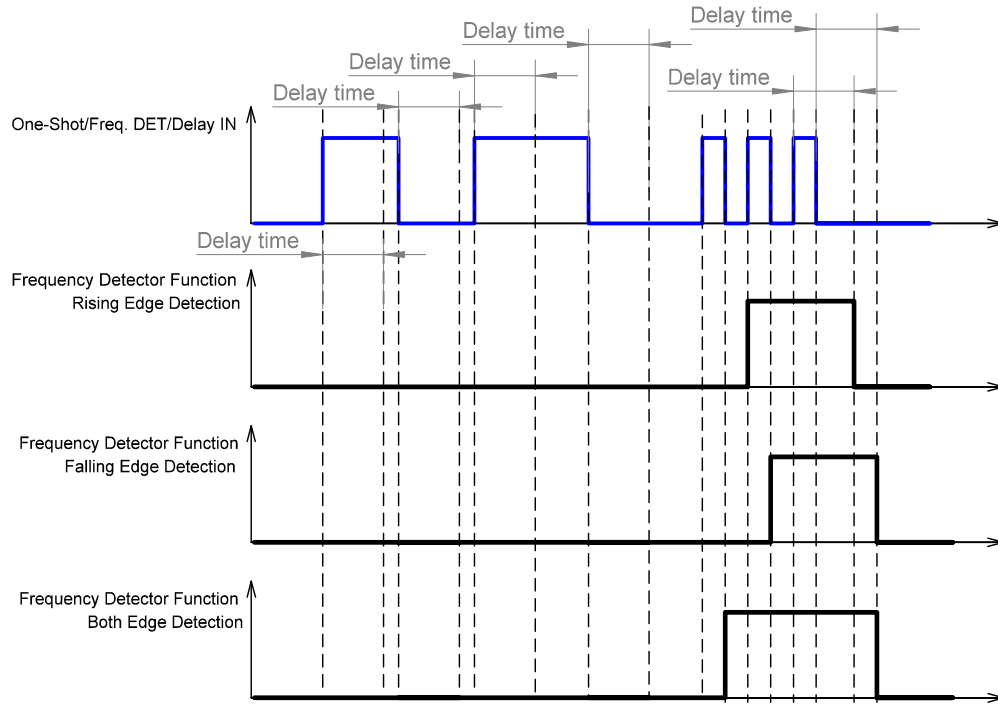 Delay time
Delay time
Delay time
Delay time
Delay time
One-Shot/Freq. DET/Delay IN
Delay time
Frequency Detector Function
Rising Edge Detection
Frequency Detector Function
Falling Edge Detection
Frequency Detector Function
Both Edge Detection